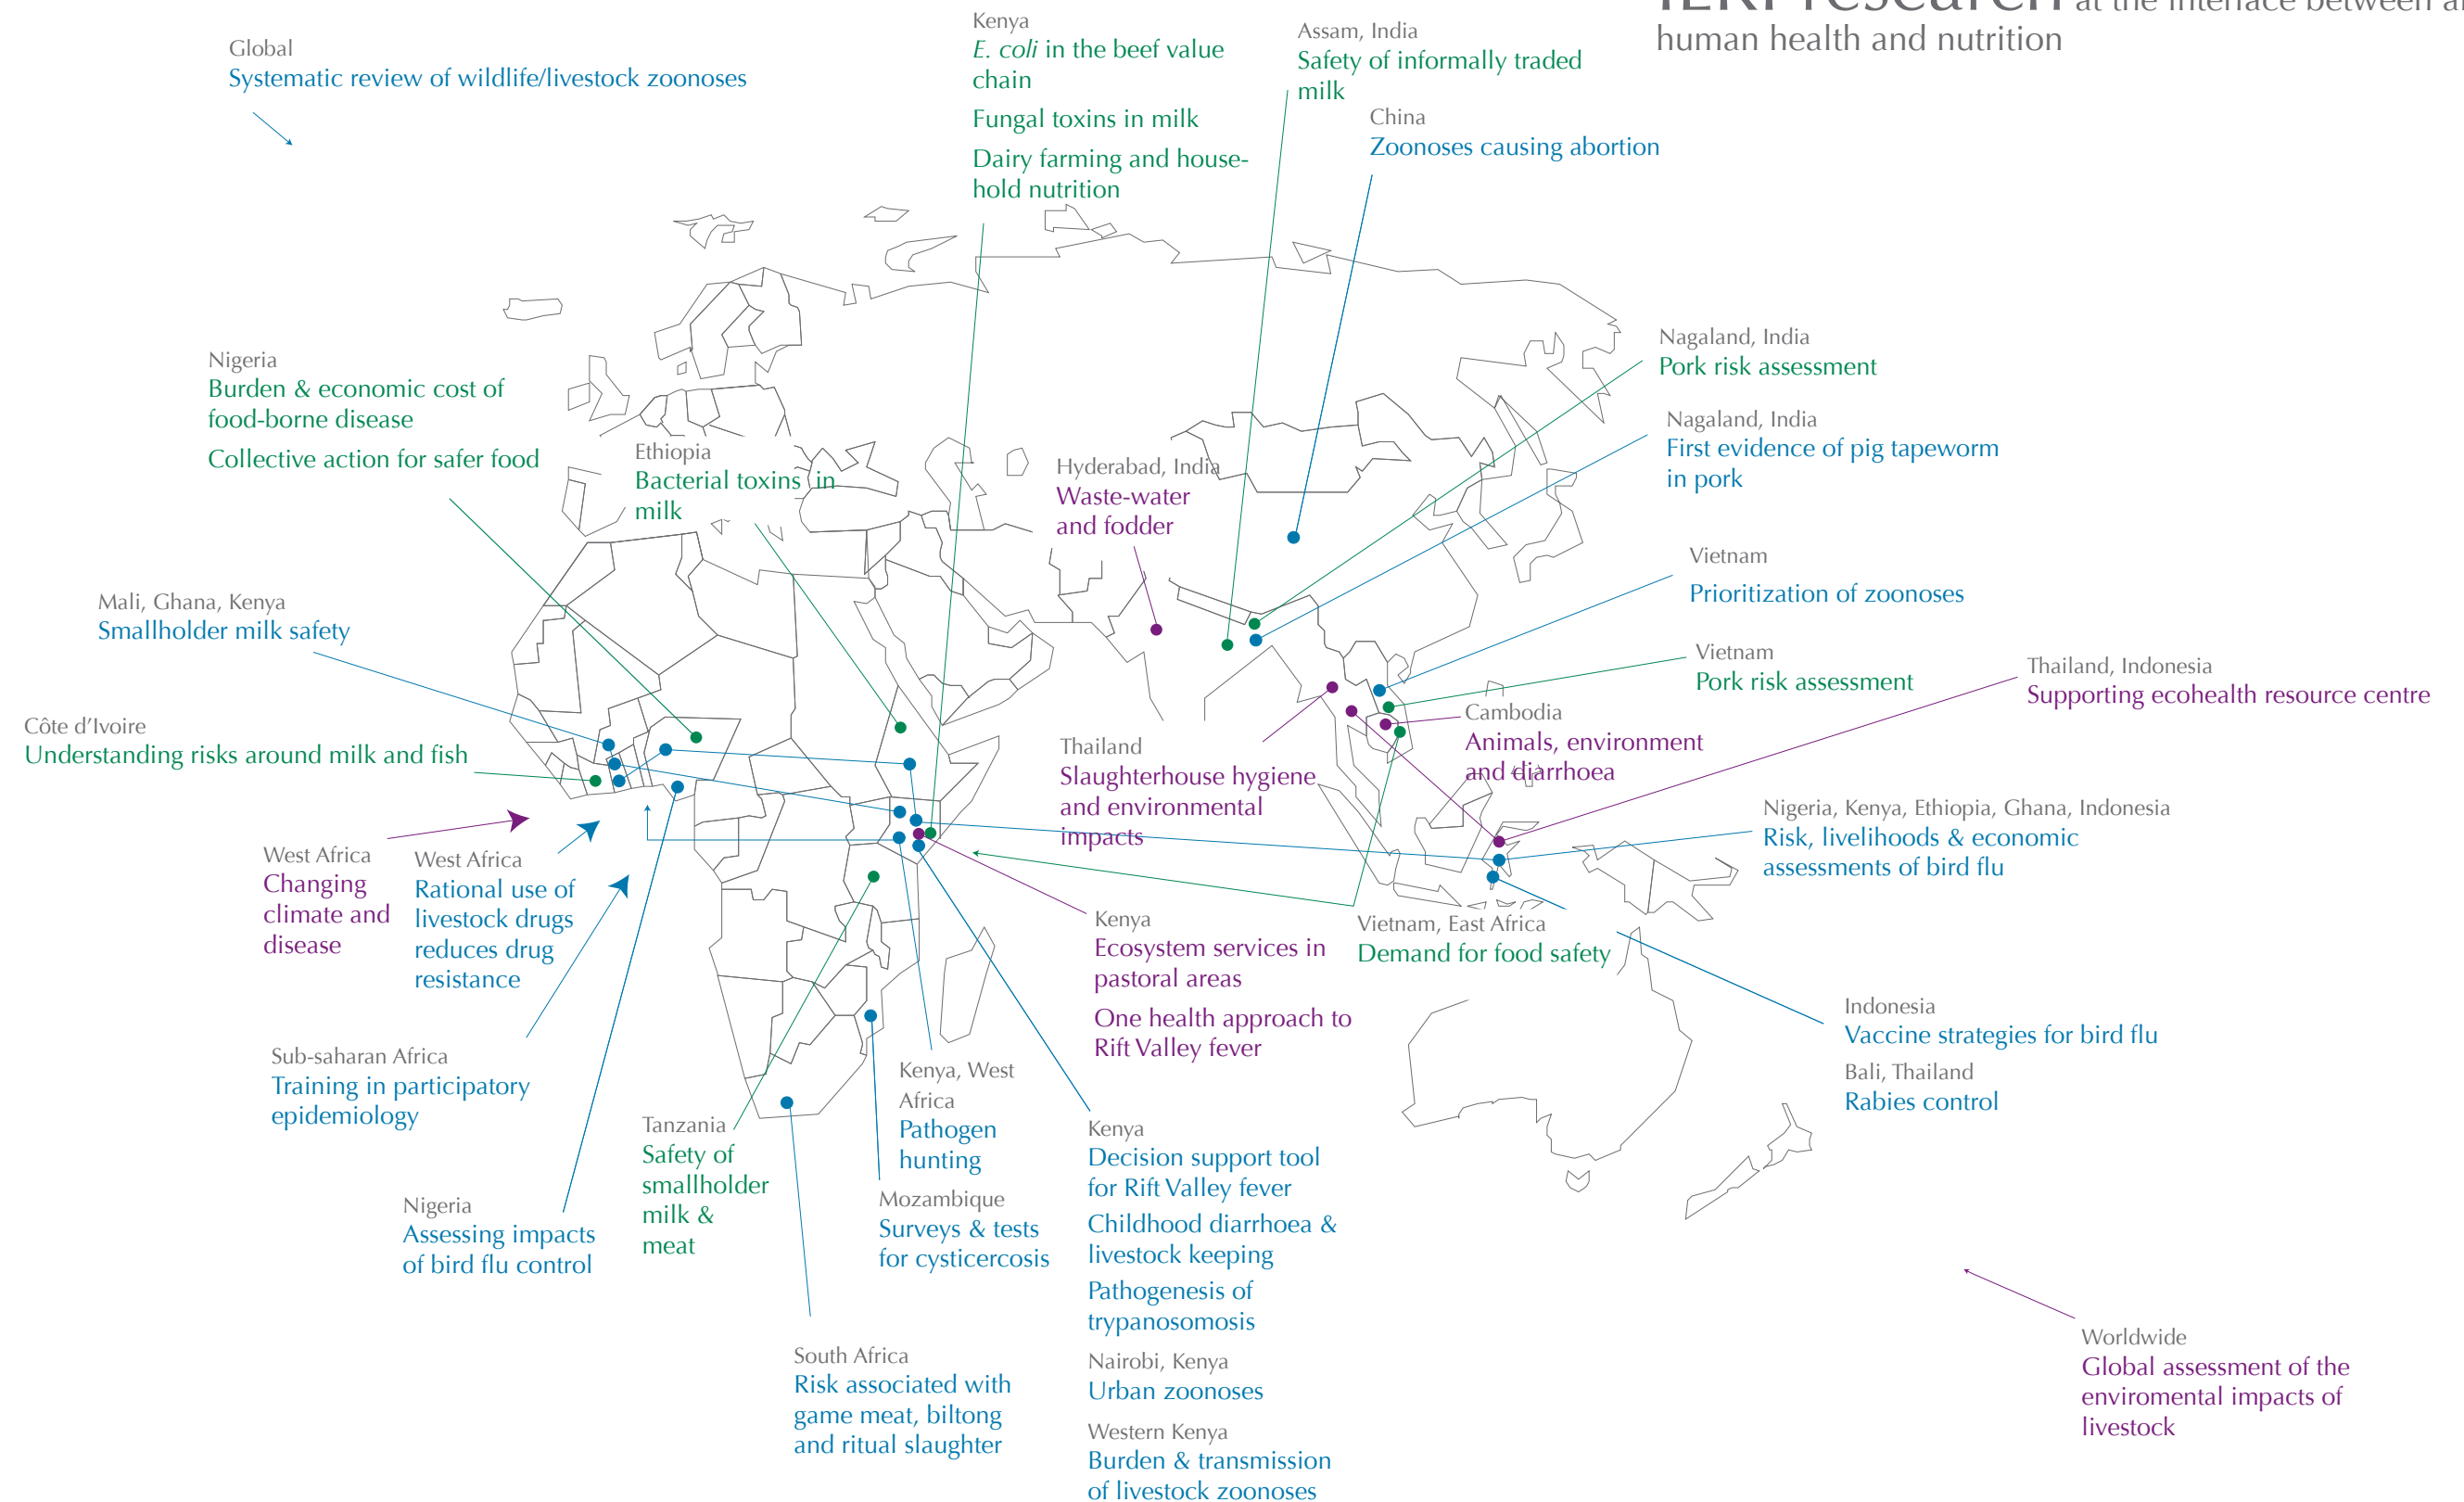 research at the interface between
human health and nutrition
Global
Systematic review of wildlife/livestock zoonoses
Kenya
E. coli in the beef value
chain
Fungal toxins in milk
Dairy farming and house-
hold nutrition
Assam, India
Safety of informally traded
milk
China
Zoonoses causing abortion
Nigeria
Burden & economic cost of
food-borne disease
Collective action for safer food
Ethiopia
Bacterial toxins in
milk
Hyderabad, India
Waste-water
and fodder
Nagaland, India
Pork risk assessment
Nagaland, India
First evidence of pig tapeworm
in pork
Vietnam
Prioritization of zoonoses
Vietnam
Pork risk assessment
Thailand, Indonesia
Supporting ecohealth resource centre
Mali, Ghana, Kenya
Smallholder milk safety
Côte d'Ivoire
Understanding risks around milk and fish
Cambodia
Animals, environment
and diarrhoea
Thailand
Slaughterhouse hygiene
and environmental
impacts
Nigeria, Kenya, Ethiopia, Ghana, Indonesia
Risk, livelihoods & economic
assessments of bird flu
West Africa
Changing
climate and
disease
West Africa
Rational use of
livestock drugs
reduces drug
resistance
Kenya
Ecosystem services in
pastoral areas
One health approach to
Rift Valley fever
Vietnam, East Africa
Demand for food safety
Indonesia
Vaccine strategies for bird flu
Bali, Thailand
Rabies control
Sub-saharan Africa
Training in participatory
epidemiology
Nigeria
Assessing impacts
of bird flu control
Tanzania
Safety of
smallholder
milk &
meat
Kenya, West
Africa
Pathogen
hunting
Mozambique
Surveys & tests
for cysticercosis
Kenya
Decision support tool
for Rift Valley fever
Childhood diarrhoea &
livestock keeping
Pathogenesis of
trypanosomosis
Nairobi, Kenya
Urban zoonoses
Western Kenya
Burden & transmission
of livestock zoonoses
South Africa
Risk associated with
game meat, biltong
and ritual slaughter
Worldwide
Global assessment of the
enviromental impacts of
livestock